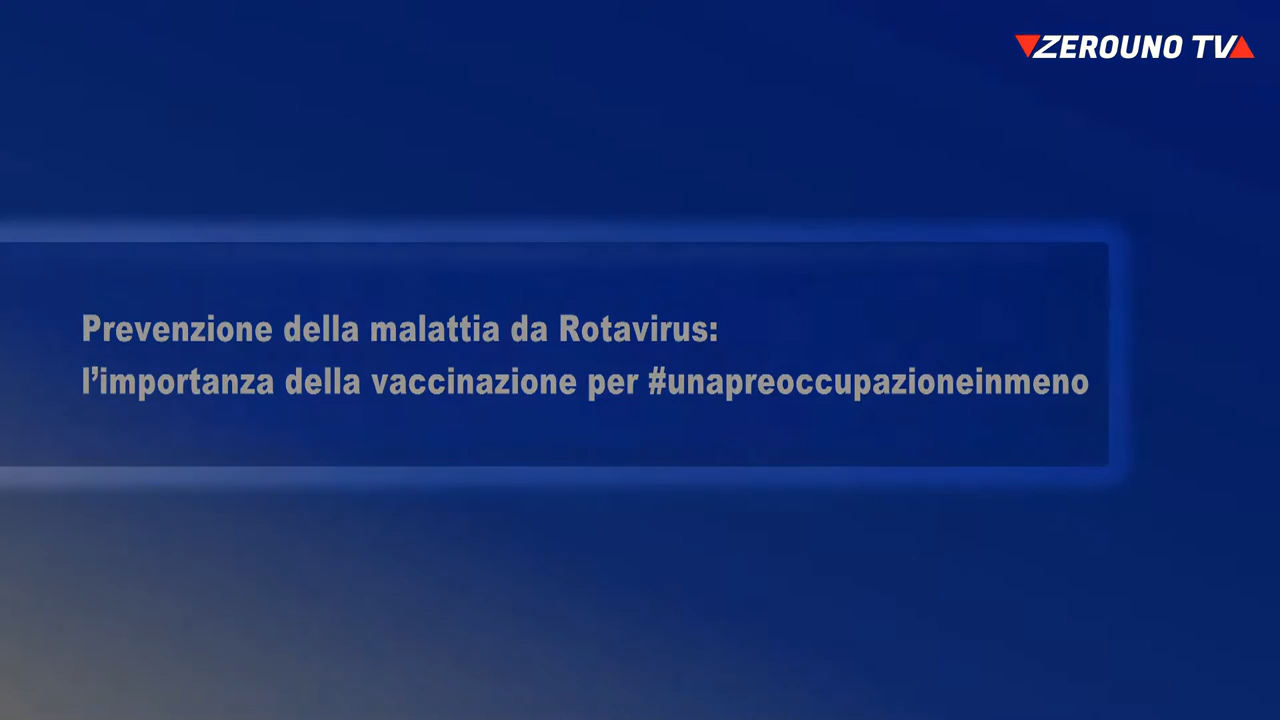 ZEROUNO TV
Prevenzione della malattia da Rotavirus:
l’importanza della vaccinazione per #unapreoccupazioneinmeno